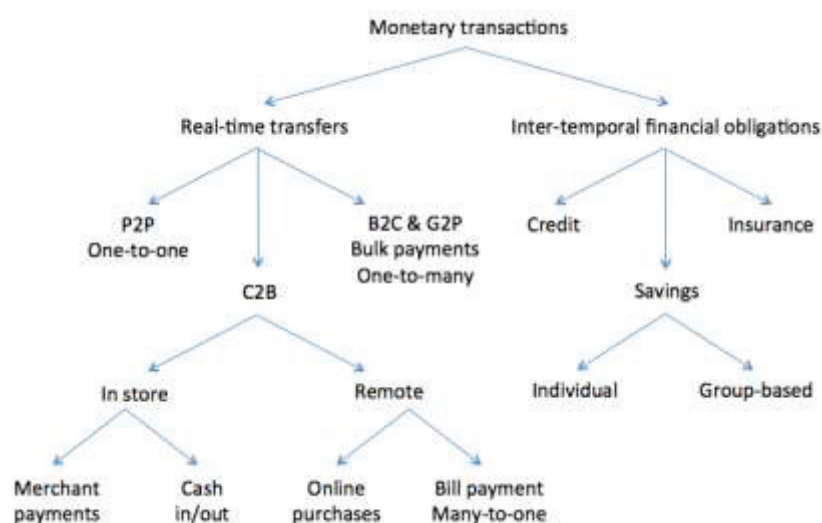 Monetary transactions
Real-time transfers
Inter-temporal financial obligations
P2P
One-to-one
B2C & G2P
Bulk payments
One-to-many
Credit
Insurance
C2B
Savings
In store
Remote
Individual
Group-based
Merchant
payments
Cash
in/out
Online
purchases
Bill payment
Many-to-one